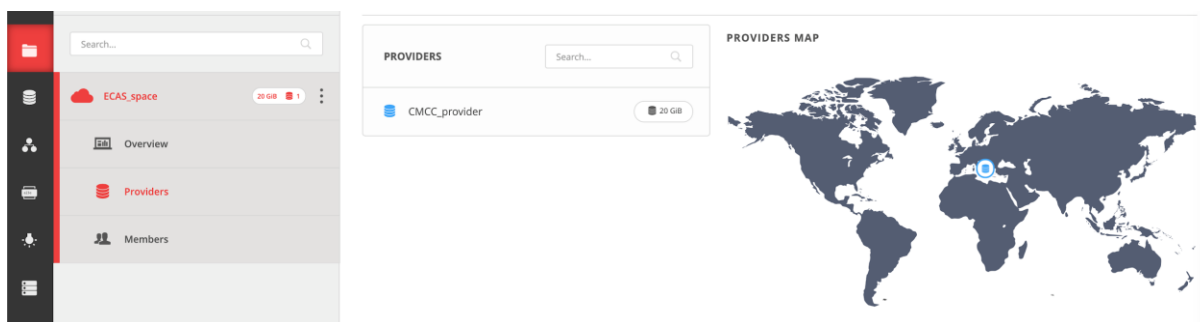 Search...
ECAS_space
20 GiB 1
Overview
Providers
Members
PROVIDERS
Search...
CMCC_provider
20 GiB
PROVIDERS MAP